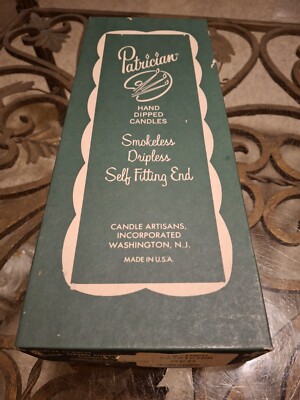 Patrician
HAND
DIPPED
CANDLES
Smokeless
Dripless
Self Fitting End
CANDLE ARTISANS,
INCORPORATED
WASHINGTON, N.J.
MADE IN U.S.A.